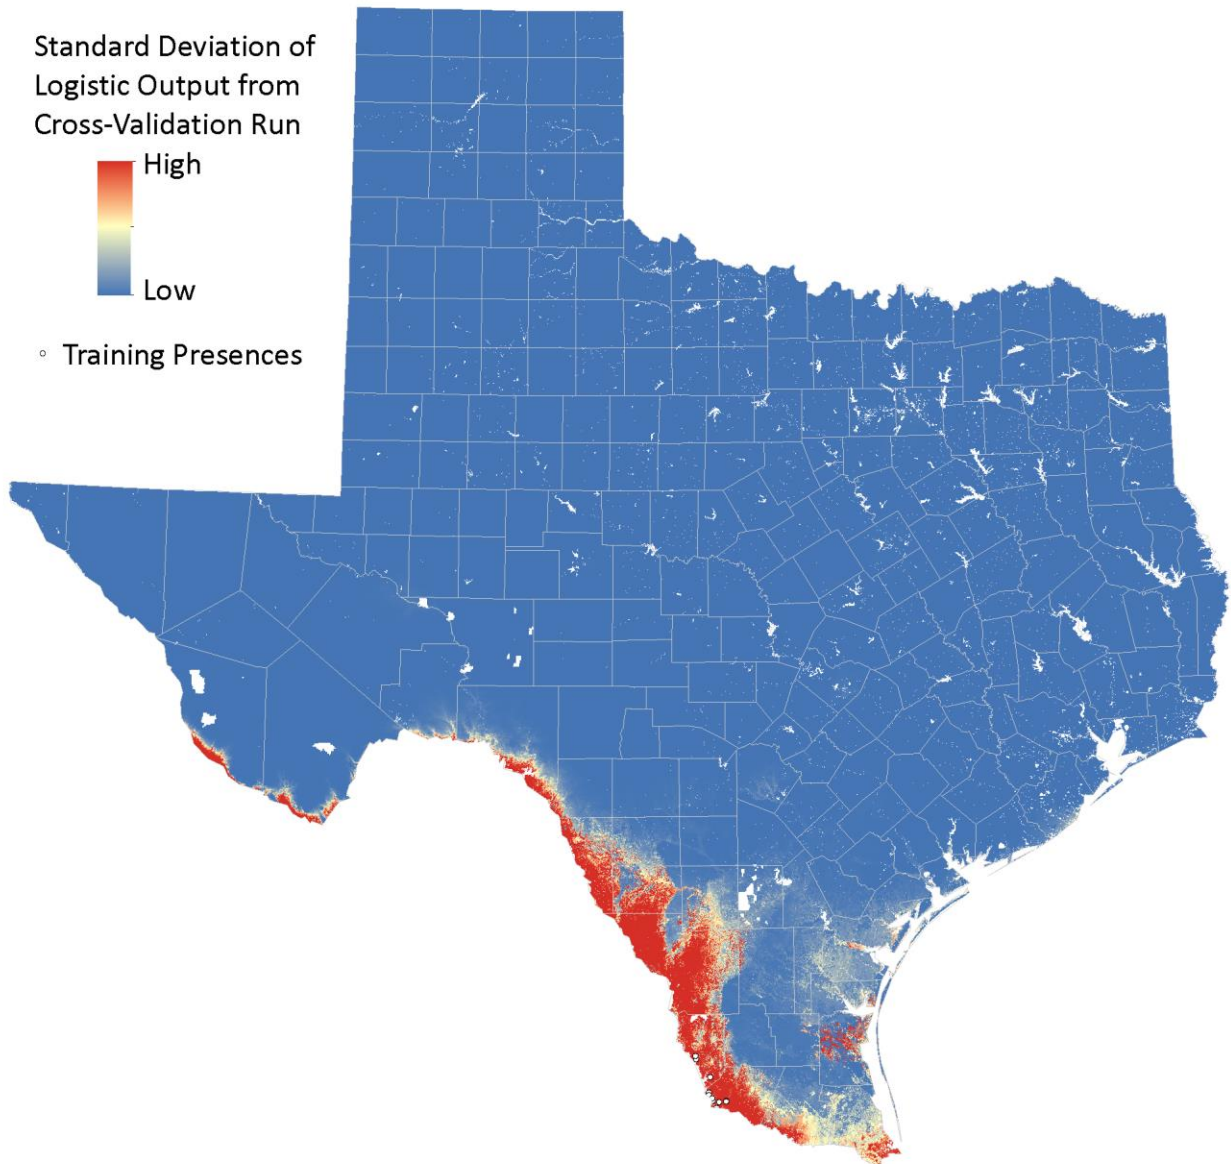 Standard Deviation of
Logistic Output from
Cross-Validation Run
High
Low
Training Presences